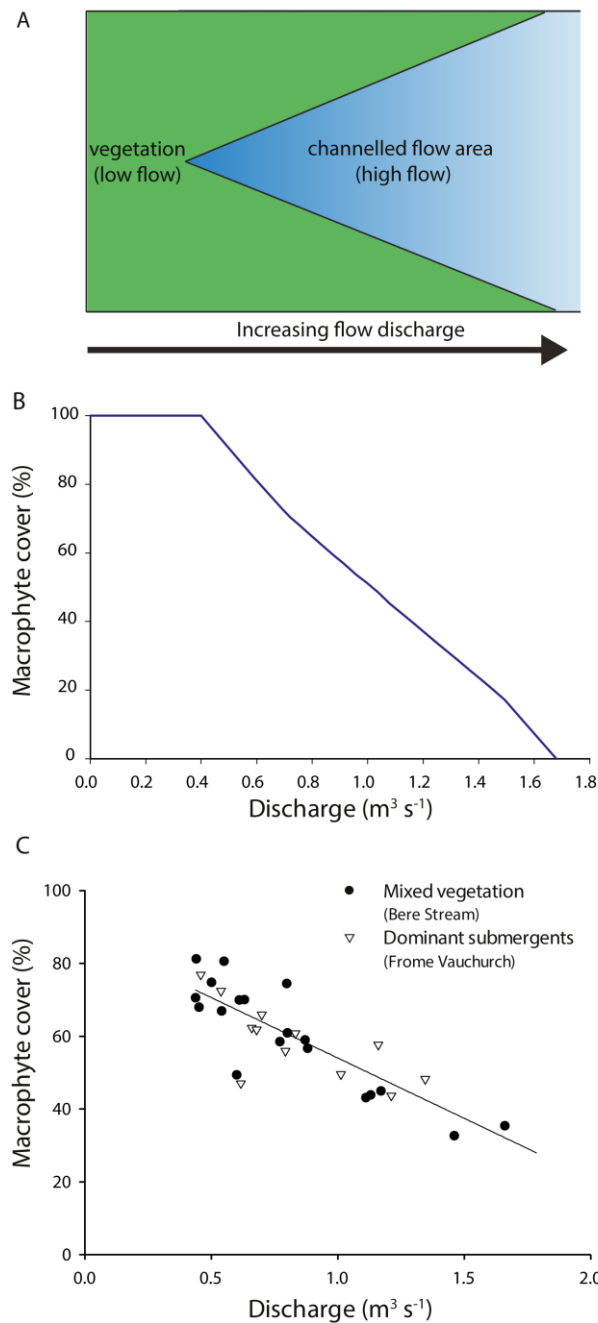 A
vegetation
(low flow)
channelled flow area
(high flow)
Increasing flow discharge
B
Macrophyte cover (%)
100
80
60
40
20
0
0.0 0.2 0.4 0.6 0.8 1.0 1.2 1.4 1.6 1.8
Discharge (m³ s⁻¹)
C
Macrophyte cover (%)
100
80
60
40
20
0
Mixed vegetation
(Bere Stream)
Dominant submergents
(Frome Vauchurch)
0.0 0.5 1.0 1.5 2.0
Discharge (m³ s⁻¹)